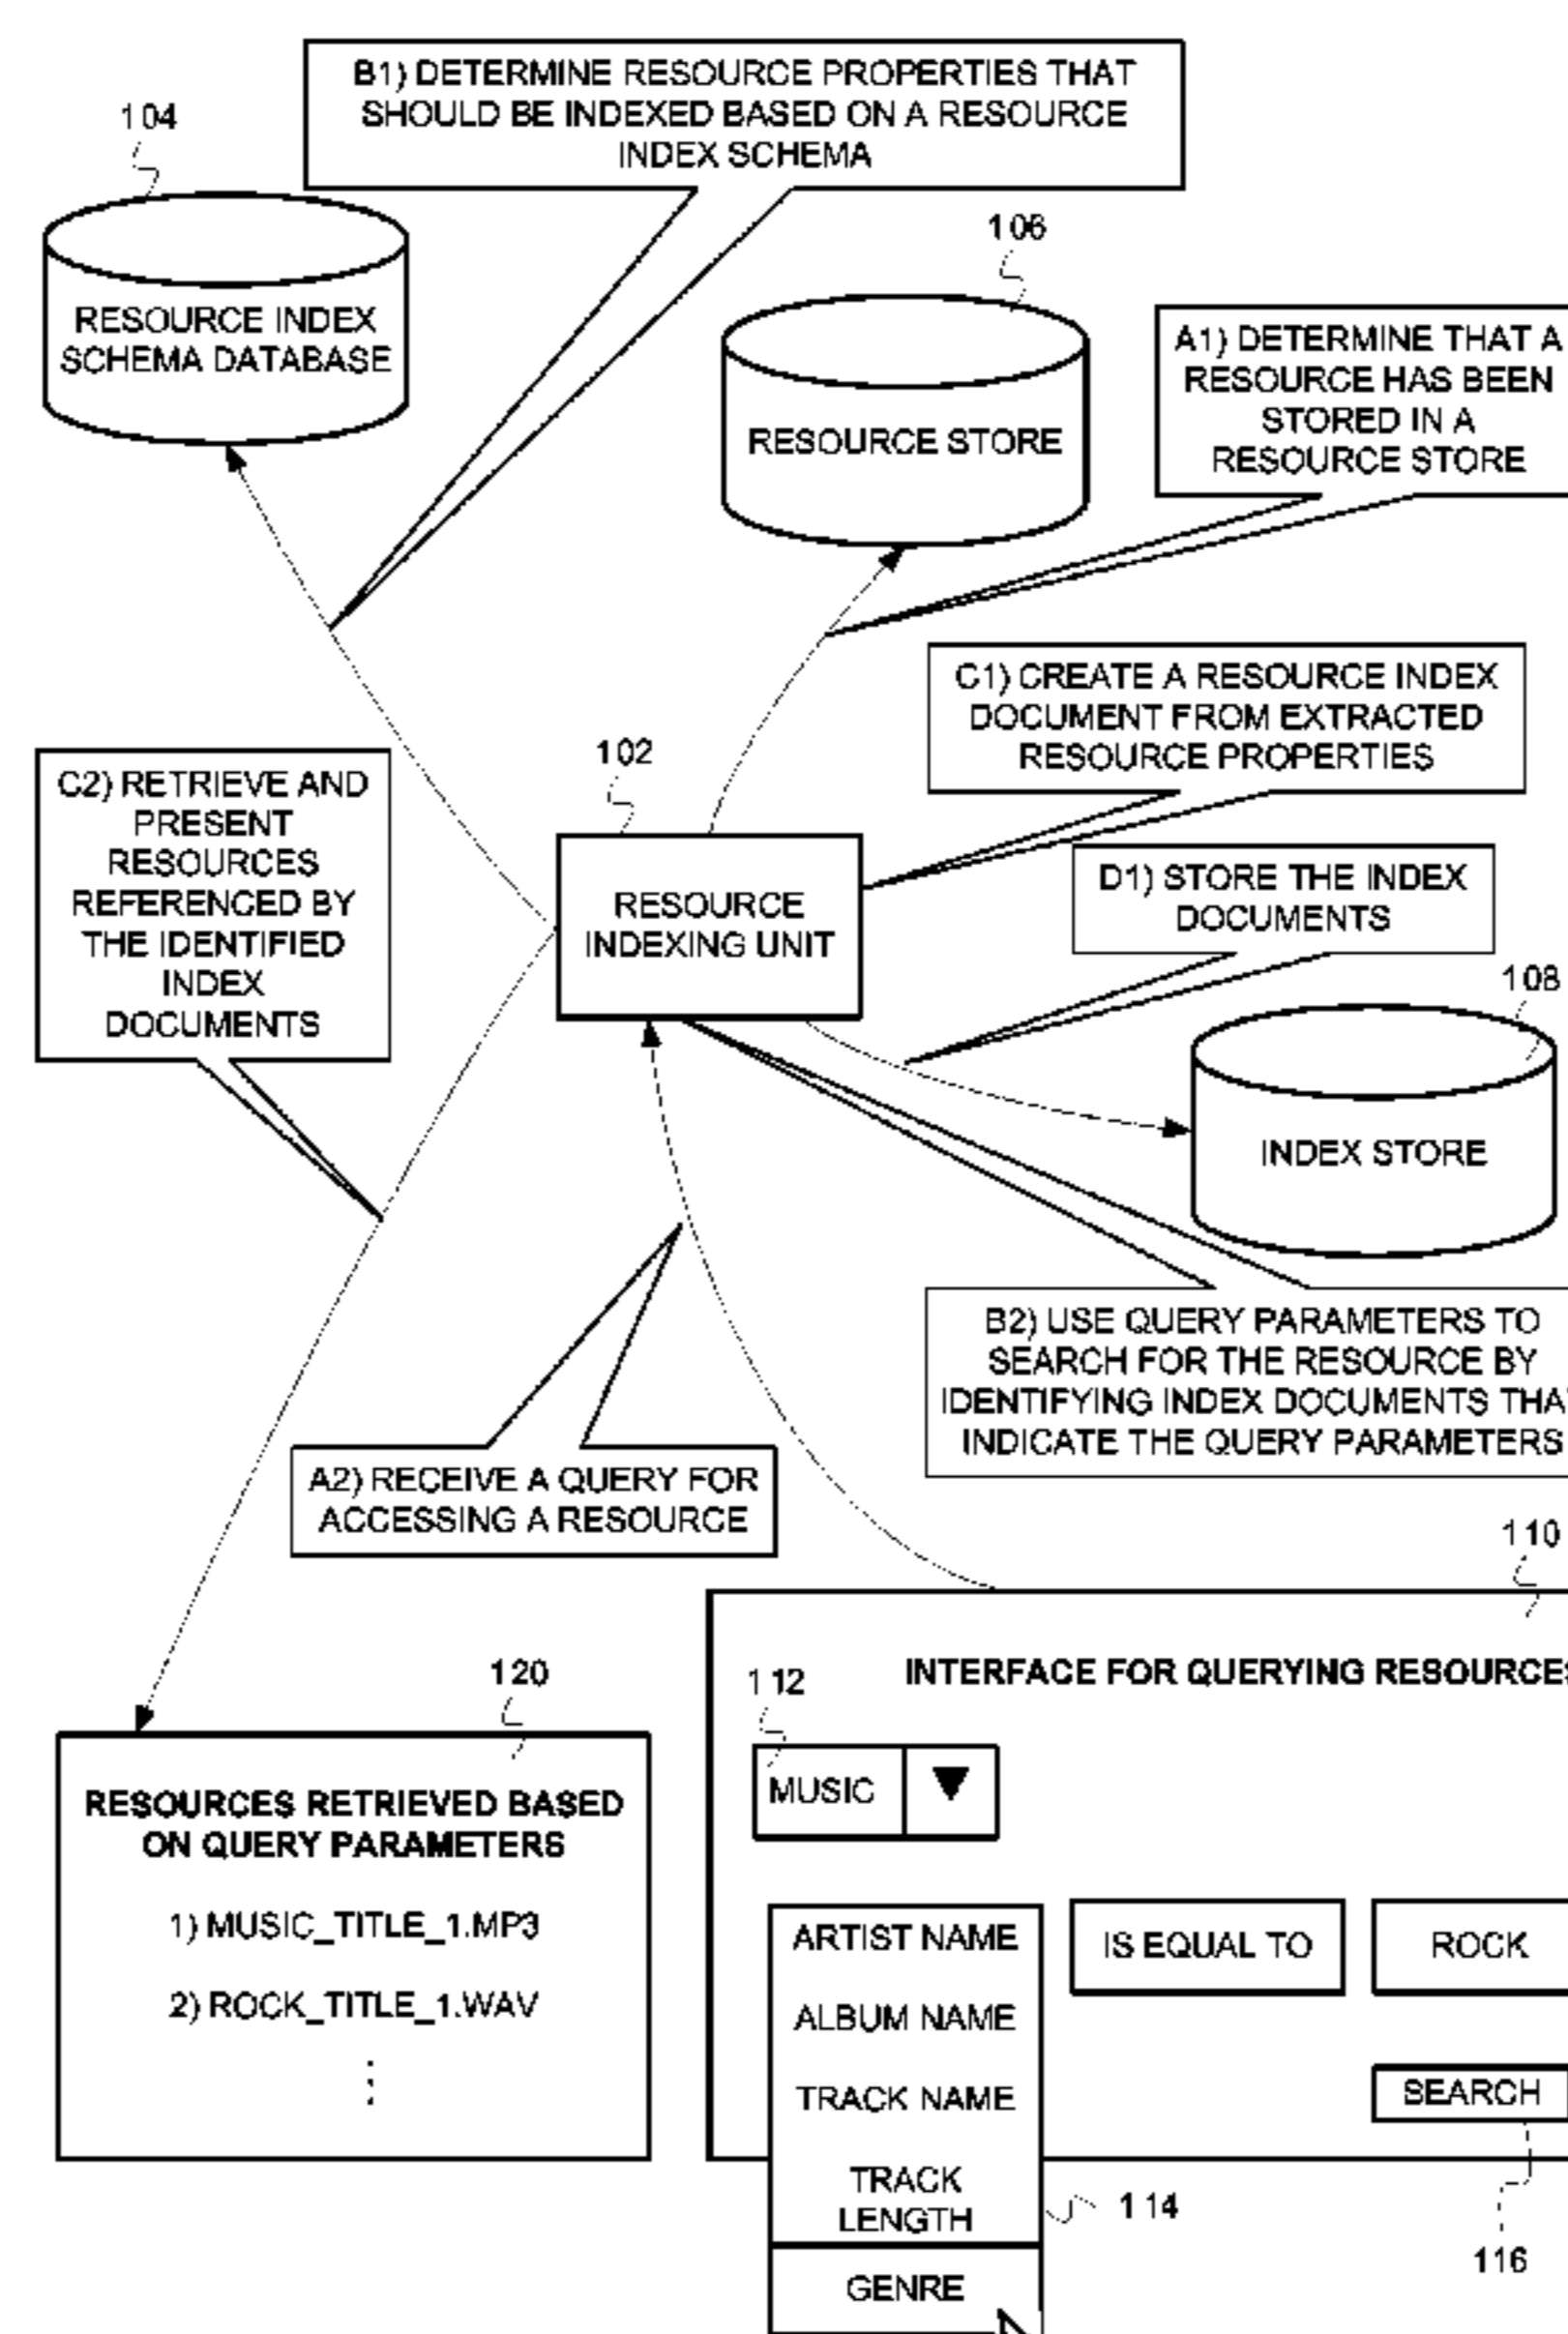 B1) DETERMINE RESOURCE PROPERTIES THAT
SHOULD BE INDEXED BASED ON A RESOURCE
INDEX SCHEMA
104
RESOURCE INDEX
SCHEMA DATABASE
106
RESOURCE STORE
A1) DETERMINE THAT A
RESOURCE HAS BEEN
STORED IN A
RESOURCE STORE
C1) CREATE A RESOURCE INDEX
DOCUMENT FROM EXTRACTED
RESOURCE PROPERTIES
102
RESOURCE
INDEXING UNIT
C2) RETRIEVE AND
PRESENT
RESOURCES
REFERENCED BY
THE IDENTIFIED
INDEX
DOCUMENTS
D1) STORE THE INDEX
DOCUMENTS
108
INDEX STORE
B2) USE QUERY PARAMETERS TO
SEARCH FOR THE RESOURCE BY
IDENTIFYING INDEX DOCUMENTS THA
INDICATE THE QUERY PARAMETERS
A2) RECEIVE A QUERY FOR
ACCESSING A RESOURCE
110
INTERFACE FOR QUERYING RESOURCES
112
MUSIC
120
RESOURCES RETRIEVED BASED
ON QUERY PARAMETERS
1) MUSIC_TITLE_1.MP3
2) ROCK_TITLE_1.WAV
ARTIST NAME
ALBUM NAME
TRACK NAME
TRACK
LENGTH
GENRE
IS EQUAL TO
ROCK
SEARCH
114
116